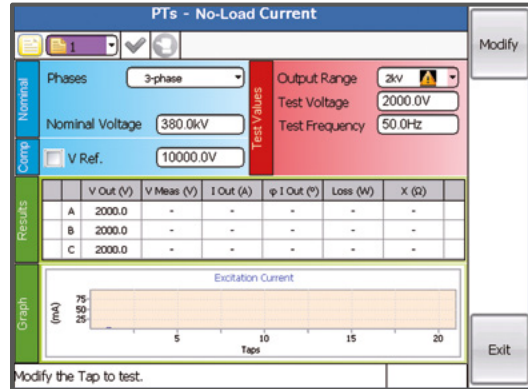 PTs - No-Load Current
1
Modify
Nominal
Phases 3-phase
Nominal Voltage 380.0kV
Comp
V Ref. 10000.0V
Test Values
Output Range 2kV
Test Voltage 2000.0V
Test Frequency 50.0Hz
Results
V Out (V) V Meas (V) I Out (A) φ I Out (º) Loss (W) X (Ω)
A 2000.0 - - - - -
B 2000.0 - - - - -
C 2000.0 - - - - -
Graph
Excitation Current
(mA)
75
50
25
5 10 15 20
Taps
Exit
Modify the Tap to test.